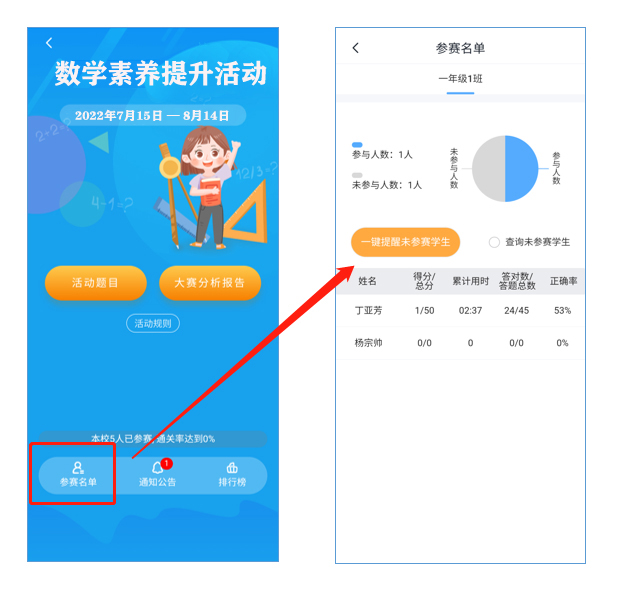 数学素养提升活动
2022年7月15日 — 8月14日
2+2=?
12/3=?
4-1=?
活动题目
大赛分析报告
活动规则
本校5人已参赛,通关率达到0%
1
参赛名单
通知公告
排行榜
参赛名单
一年级1班
参与人数：1人
未参与人数：1人
未参与人数
参与人数
一键提醒未参赛学生
查询未参赛学生
姓名 得分/总分 累计用时 答对数/答题总数 正确率
丁亚芳 1/50 02:37 24/45 53%
杨宗帅 0/0 0 0/0 0%